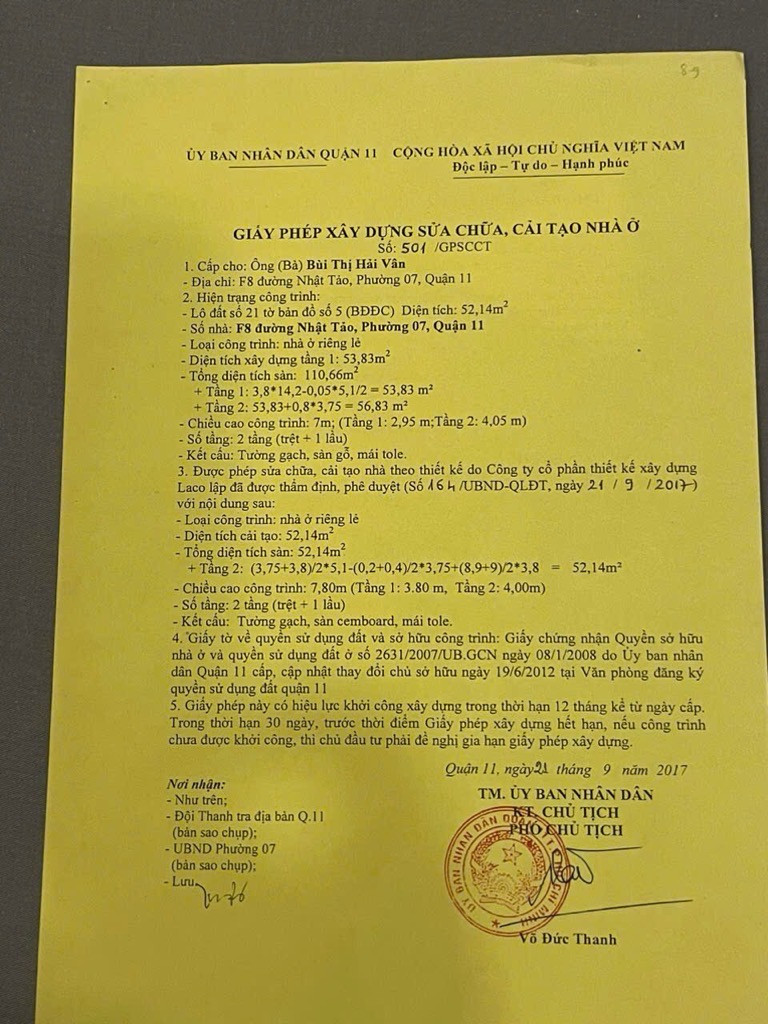 8-9
ỦY BAN NHÂN DÂN QUẬN 11 CỘNG HÒA XÃ HỘI CHỦ NGHĨA VIỆT NAM
Độc lập – Tự do – Hạnh phúc
GIẤY PHÉP XÂY DỰNG SỬA CHỮA, CẢI TẠO NHÀ Ở
Số: 501 /GPSCCT
1. Cấp cho: Ông (Bà) Bùi Thị Hải Vân
- Địa chỉ: F8 đường Nhật Tảo, Phường 07, Quận 11
2. Hiện trạng công trình:
- Lô đất số 21 tờ bản đồ số 5 (BĐĐC) Diện tích: 52,14m²
- Số nhà: F8 đường Nhật Tảo, Phường 07, Quận 11
- Loại công trình: nhà ở riêng lẻ
- Diện tích xây dựng tầng 1: 53,83m²
- Tổng diện tích sàn: 110,66m²
+ Tầng 1: 3,8*14,2-0,05*5,1/2 = 53,83 m²
+ Tầng 2: 53,83+0,8*3,75 = 56,83 m²
- Chiều cao công trình: 7m; (Tầng 1: 2,95 m;Tầng 2: 4,05 m)
- Số tầng: 2 tầng (trệt + 1 lầu)
- Kết cấu: Tường gạch, sàn gỗ, mái tole.
3. Được phép sửa chữa, cải tạo nhà theo thiết kế do Công ty cổ phần thiết kế xây dựng
Laco lập đã được thẩm định, phê duyệt (Số 164 /UBND-QLĐT, ngày 21 / 9 / 2017)
với nội dung sau:
- Loại công trình: nhà ở riêng lẻ
- Diện tích cải tạo: 52,14m²
- Tổng diện tích sàn: 52,14m²
+ Tầng 2: (3,75+3,8)/2*5,1-(0,2+0,4)/2*3,75+(8,9+9)/2*3,8 = 52,14m²
- Chiều cao công trình: 7,80m (Tầng 1: 3.80 m, Tầng 2: 4,00m)
- Số tầng: 2 tầng (trệt + 1 lầu)
- Kết cấu: Tường gạch, sàn cemboard, mái tole.
4. Giấy tờ về quyền sử dụng đất và sở hữu công trình: Giấy chứng nhận Quyền sở hữu
nhà ở và quyền sử dụng đất ở số 2631/2007/UB.GCN ngày 08/1/2008 do Ủy ban nhân
dân Quận 11 cấp, cập nhật thay đổi chủ sở hữu ngày 19/6/2012 tại Văn phòng đăng ký
quyền sử dụng đất quận 11
5. Giấy phép này có hiệu lực khởi công xây dựng trong thời hạn 12 tháng kể từ ngày cấp.
Trong thời hạn 30 ngày, trước thời điểm Giấy phép xây dựng hết hạn, nếu công trình
chưa được khởi công, thì chủ đầu tư phải đề nghị gia hạn giấy phép xây dựng.
Quận 11, ngày 21 tháng 9 năm 2017
Nơi nhận:
- Như trên;
- Đội Thanh tra địa bàn Q.11
(bản sao chụp);
- UBND Phường 07
(bản sao chụp);
- Lưu
TM. ỦY BAN NHÂN DÂN
KT. CHỦ TỊCH
PHÓ CHỦ TỊCH
Võ Đức Thanh